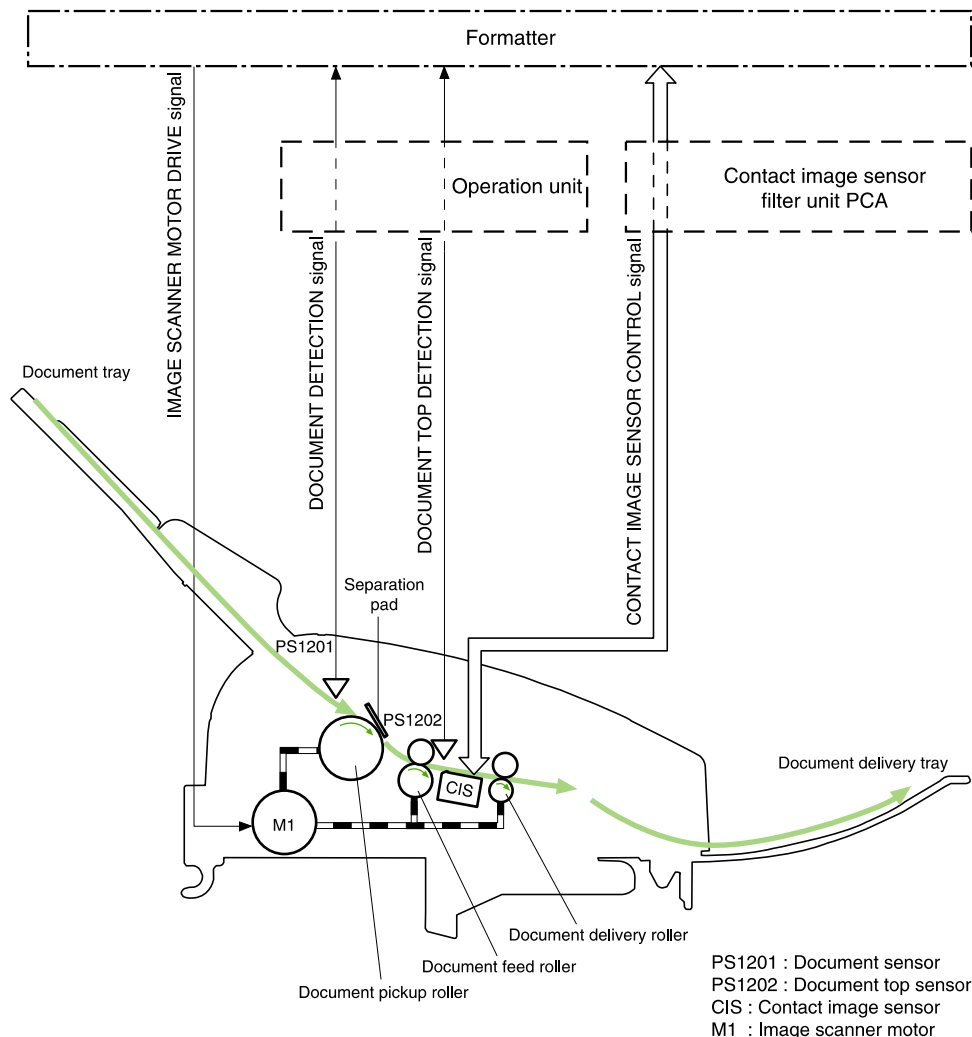 Formatter
IMAGE SCANNER MOTOR DRIVE signal
Operation unit
Contact image sensor
filter unit PCA
DOCUMENT DETECTION signal
DOCUMENT TOP DETECTION signal
CONTACT IMAGE SENSOR CONTROL signal
Document tray
Separation
pad
PS1201
PS1202
CIS
M1
Document delivery tray
Document delivery roller
Document feed roller
Document pickup roller
PS1201 : Document sensor
PS1202 : Document top sensor
CIS : Contact image sensor
M1 : Image scanner motor